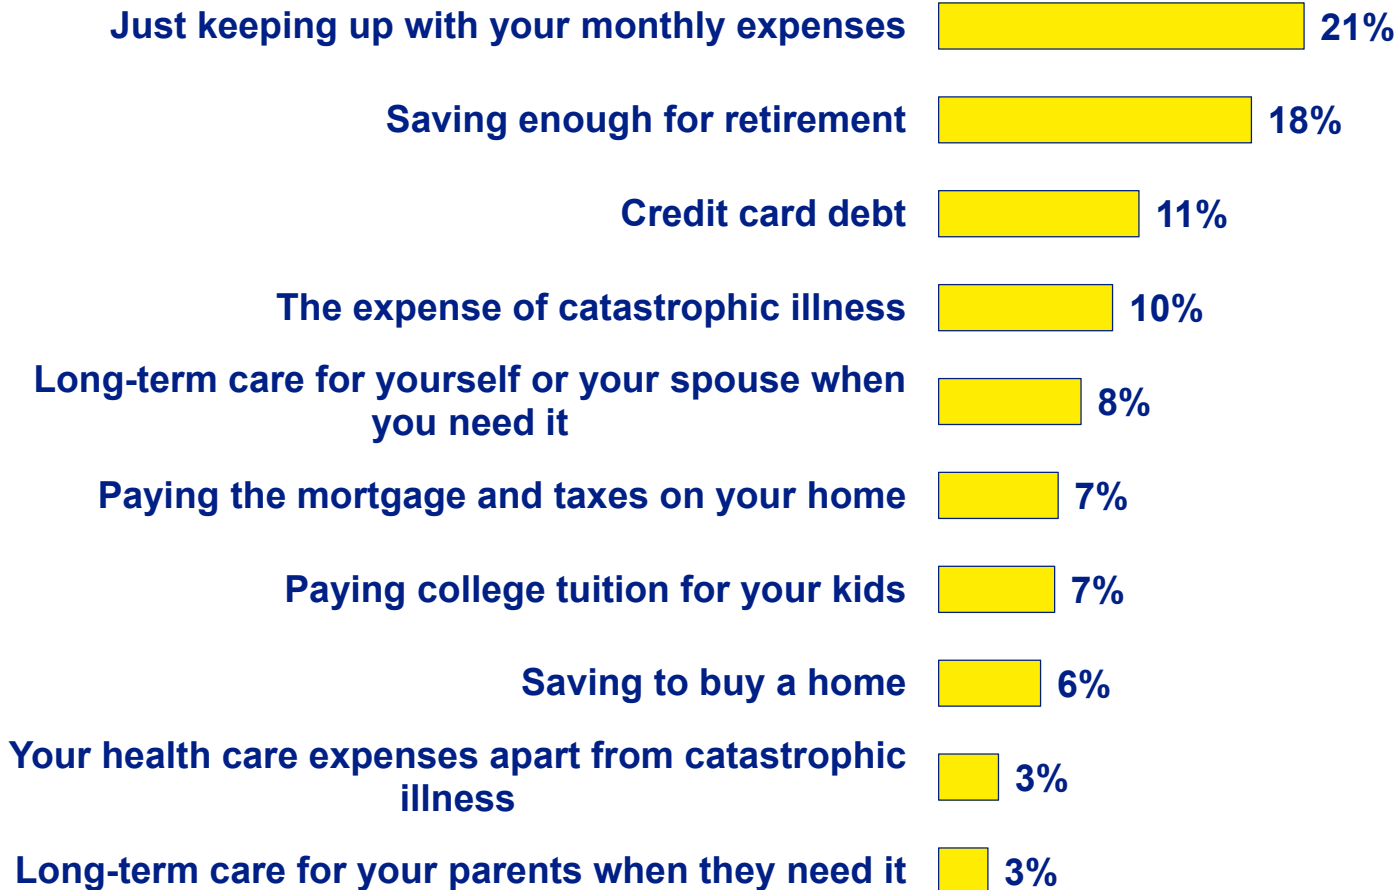 Just keeping up with your monthly expenses 21%
Saving enough for retirement 18%
Credit card debt 11%
The expense of catastrophic illness 10%
Long-term care for yourself or your spouse when
you need it 8%
Paying the mortgage and taxes on your home 7%
Paying college tuition for your kids 7%
Saving to buy a home 6%
Your health care expenses apart from catastrophic
illness 3%
Long-term care for your parents when they need it 3%